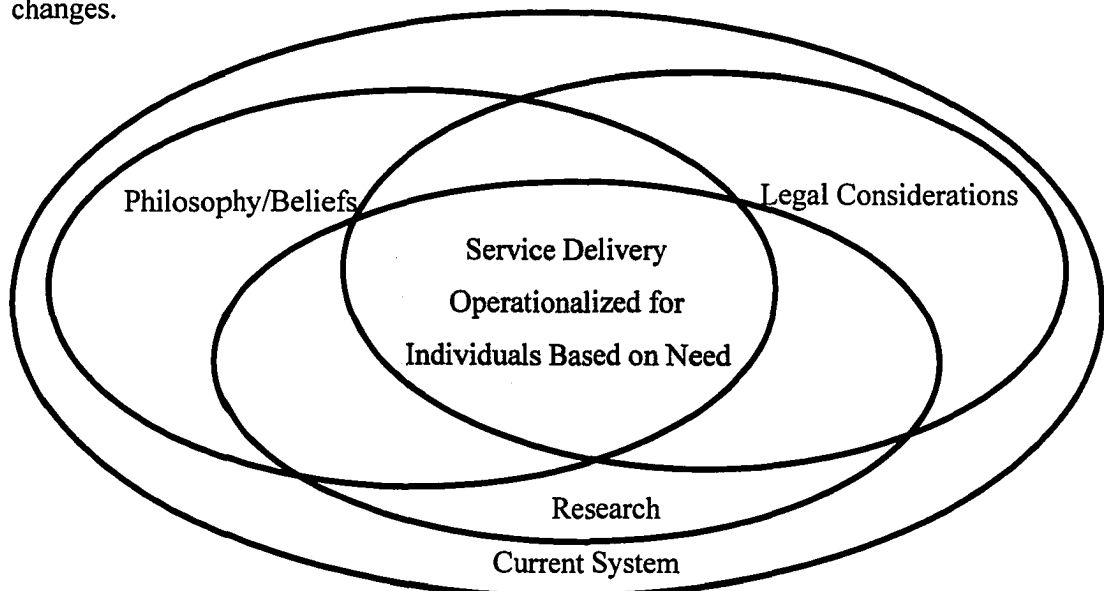 changes.
Philosophy/Beliefs
Legal Considerations
Service Delivery
Operationalized for
Individuals Based on Need
Research
Current System